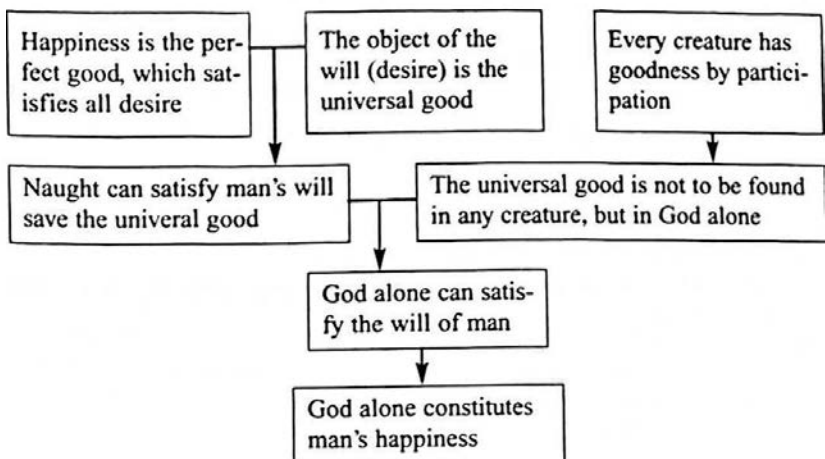 Happiness is the per-
fect good, which sat-
isfies all desire
The object of the
will (desire) is the
universal good
Every creature has
goodness by partici-
pation
Naught can satisfy man's will
save the univeral good
The universal good is not to be found
in any creature, but in God alone
God alone can satis-
fy the will of man
God alone constitutes
man's happiness